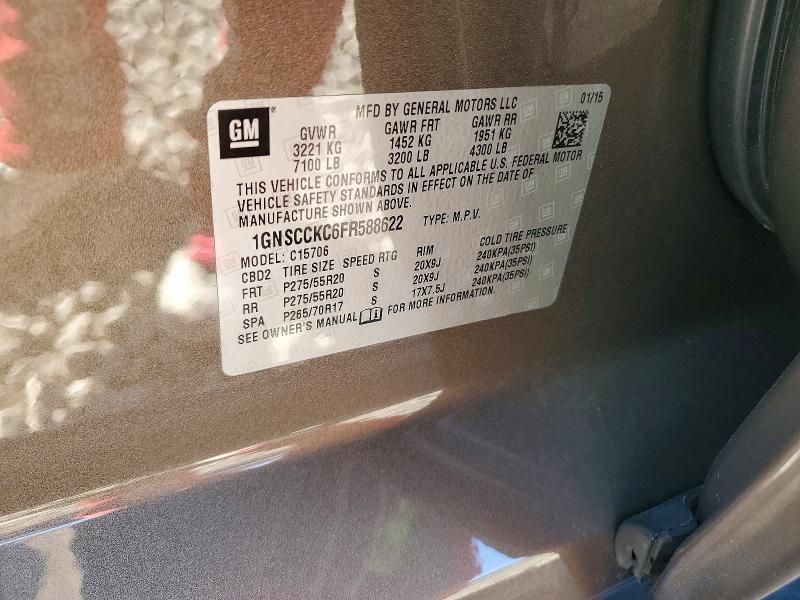 GM
MFD BY GENERAL MOTORS LLC 01/15
GVWR GAWR FRT GAWR RR
3221 KG 1452 KG 1951 KG
7100 LB 3200 LB 4300 LB
THIS VEHICLE CONFORMS TO ALL APPLICABLE U.S. FEDERAL MOTOR
VEHICLE SAFETY STANDARDS IN EFFECT ON THE DATE OF
MANUFACTURE SHOWN ABOVE.
1GNSCCKC6FR588622 TYPE: M.P.V.
MODEL: C15706
CBD2 TIRE SIZE SPEED RTG RIM COLD TIRE PRESSURE
FRT P275/55R20 S 20X9J 240KPA(35PSI)
RR P275/55R20 S 20X9J 240KPA(35PSI)
SPA P265/70R17 S 17X7.5J 240KPA(35PSI)
SEE OWNER'S MANUAL FOR MORE INFORMATION.